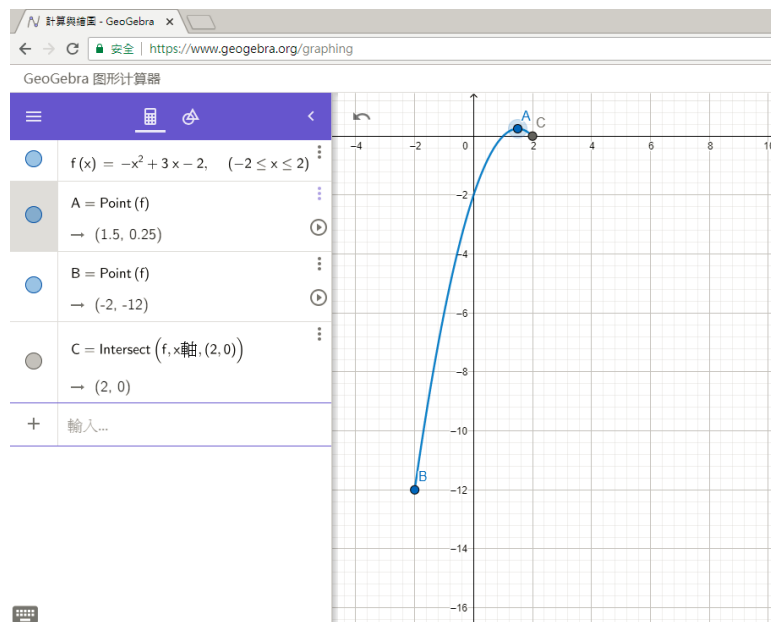 計算與繪圖 - GeoGebra
安全 | https://www.geogebra.org/graphing
GeoGebra 图形计算器
f (x) = −x² + 3 x − 2, (−2 ≤ x ≤ 2)
A = Point (f)
→ (1.5, 0.25)
B = Point (f)
→ (-2, -12)
C = Intersect (f, x軸, (2, 0))
→ (2, 0)
輸入...
A
C
−4 −2 0 2 4 6 8 10
−2
−4
−6
−8
−10
B
−12
−14
−16